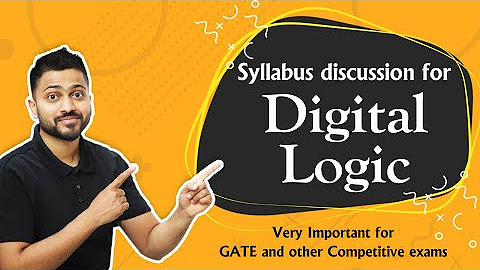 Syllabus discussion for
Digital
Logic
Very Important for
GATE and other Competitive exams